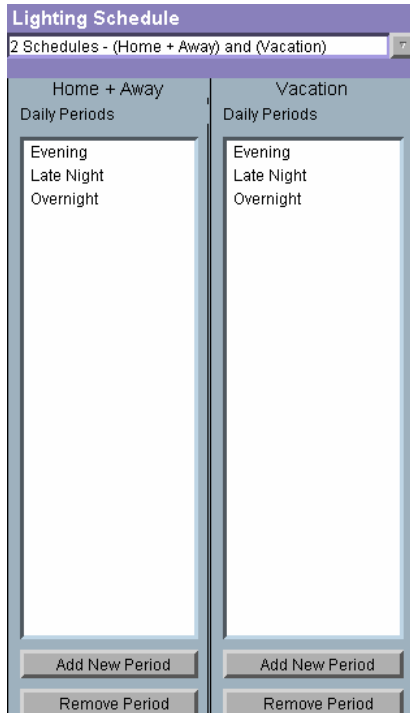 Lighting Schedule
2 Schedules - (Home + Away) and (Vacation)
Home + Away
Daily Periods
Evening
Late Night
Overnight
Add New Period
Remove Period
Vacation
Daily Periods
Evening
Late Night
Overnight
Add New Period
Remove Period